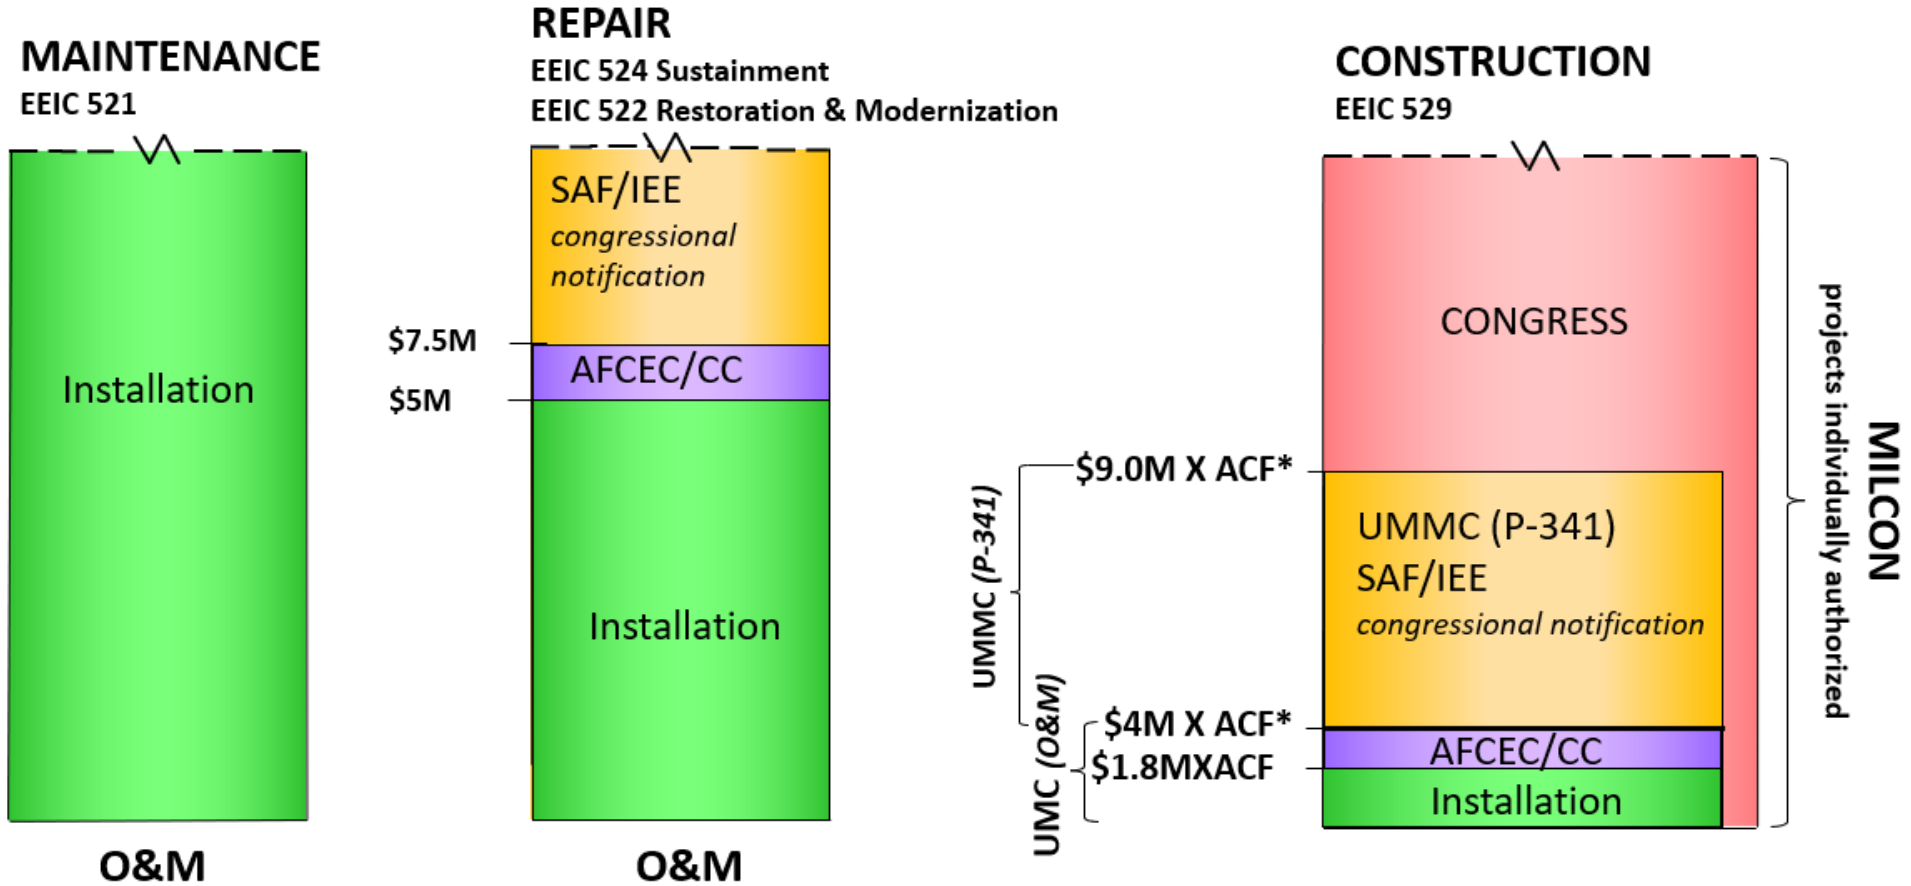 MAINTENANCE
EEIC 521
Installation
O&M
REPAIR
EEIC 524 Sustainment
EEIC 522 Restoration & Modernization
SAF/IEE
congressional
notification
$7.5M
AFCEC/CC
$5M
Installation
O&M
CONSTRUCTION
EEIC 529
CONGRESS
$9.0M X ACF*
UMMC (P-341)
UMMC (P-341)
SAF/IEE
congressional notification
$4M X ACF*
UMC (O&M)
$1.8MXACF
AFCEC/CC
Installation
projects individually authorized
MILCON